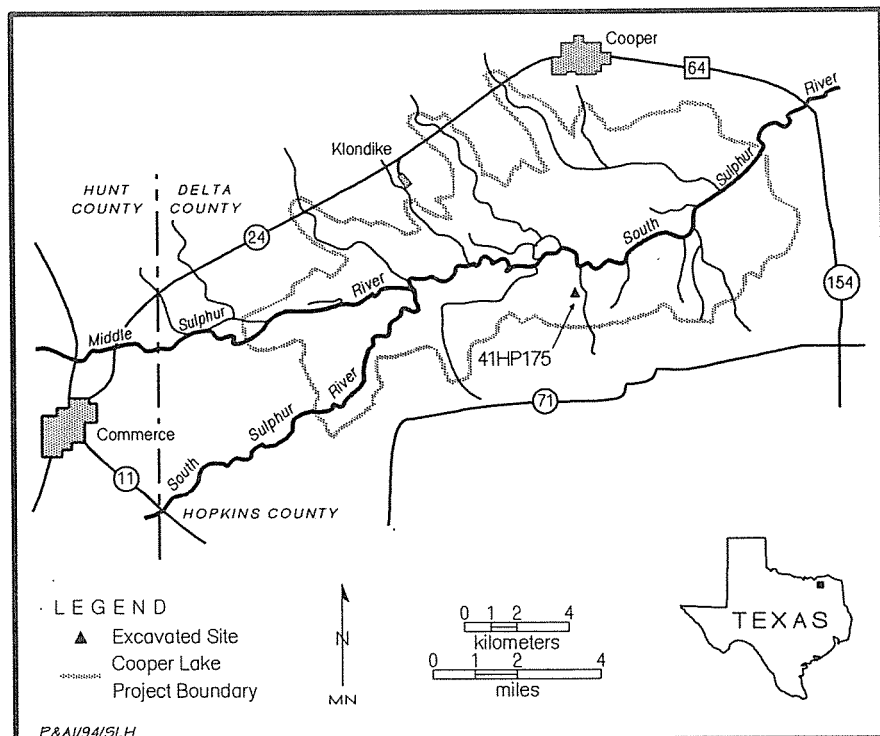 Cooper
64
River
Sulphur
South
Klondike
HUNT
COUNTY
DELTA
COUNTY
24
154
River
Sulphur
Middle
41HP175
71
River
Sulphur
South
Commerce
11
HOPKINS COUNTY
LEGEND
Excavated Site
Cooper Lake
Project Boundary
N
MN
0 1 2 4
kilometers
0 1 2 4
miles
TEXAS
P&AI/94/SLH